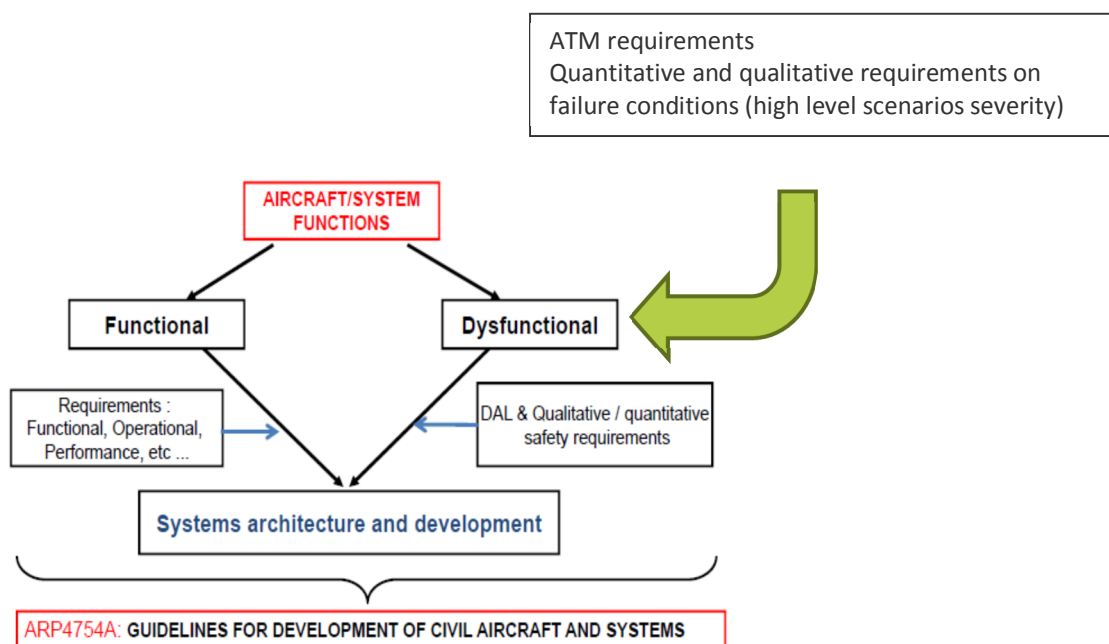 ATM requirements
Quantitative and qualitative requirements on
failure conditions (high level scenarios severity)
AIRCRAFT/SYSTEM
FUNCTIONS
Functional
Dysfunctional
Requirements :
Functional, Operational,
Performance, etc ...
DAL & Qualitative / quantitative
safety requirements
Systems architecture and development
ARP4754A: GUIDELINES FOR DEVELOPMENT OF CIVIL AIRCRAFT AND SYSTEMS